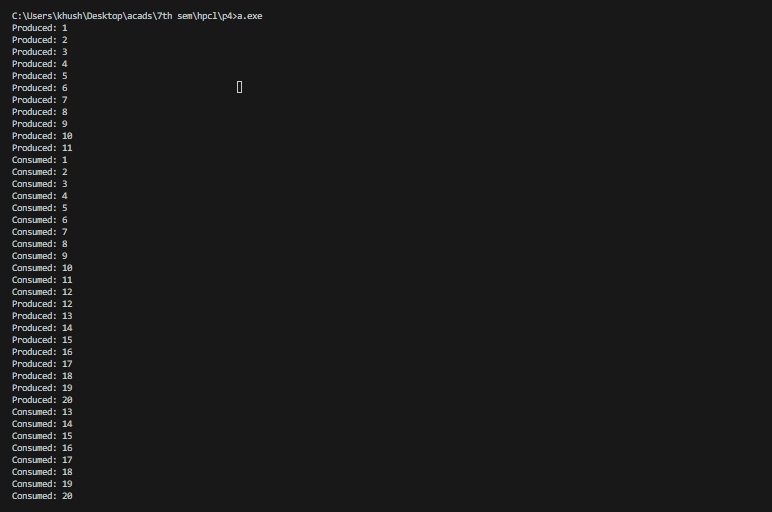 C:\Users\khush\Desktop\acads\7th sem\hpcl\p4>a.exe
Produced: 1
Produced: 2
Produced: 3
Produced: 4
Produced: 5
Produced: 6
Produced: 7
Produced: 8
Produced: 9
Produced: 10
Produced: 11
Consumed: 1
Consumed: 2
Consumed: 3
Consumed: 4
Consumed: 5
Consumed: 6
Consumed: 7
Consumed: 8
Consumed: 9
Consumed: 10
Consumed: 11
Consumed: 12
Produced: 12
Produced: 13
Produced: 14
Produced: 15
Produced: 16
Produced: 17
Produced: 18
Produced: 19
Produced: 20
Consumed: 13
Consumed: 14
Consumed: 15
Consumed: 16
Consumed: 17
Consumed: 18
Consumed: 19
Consumed: 20